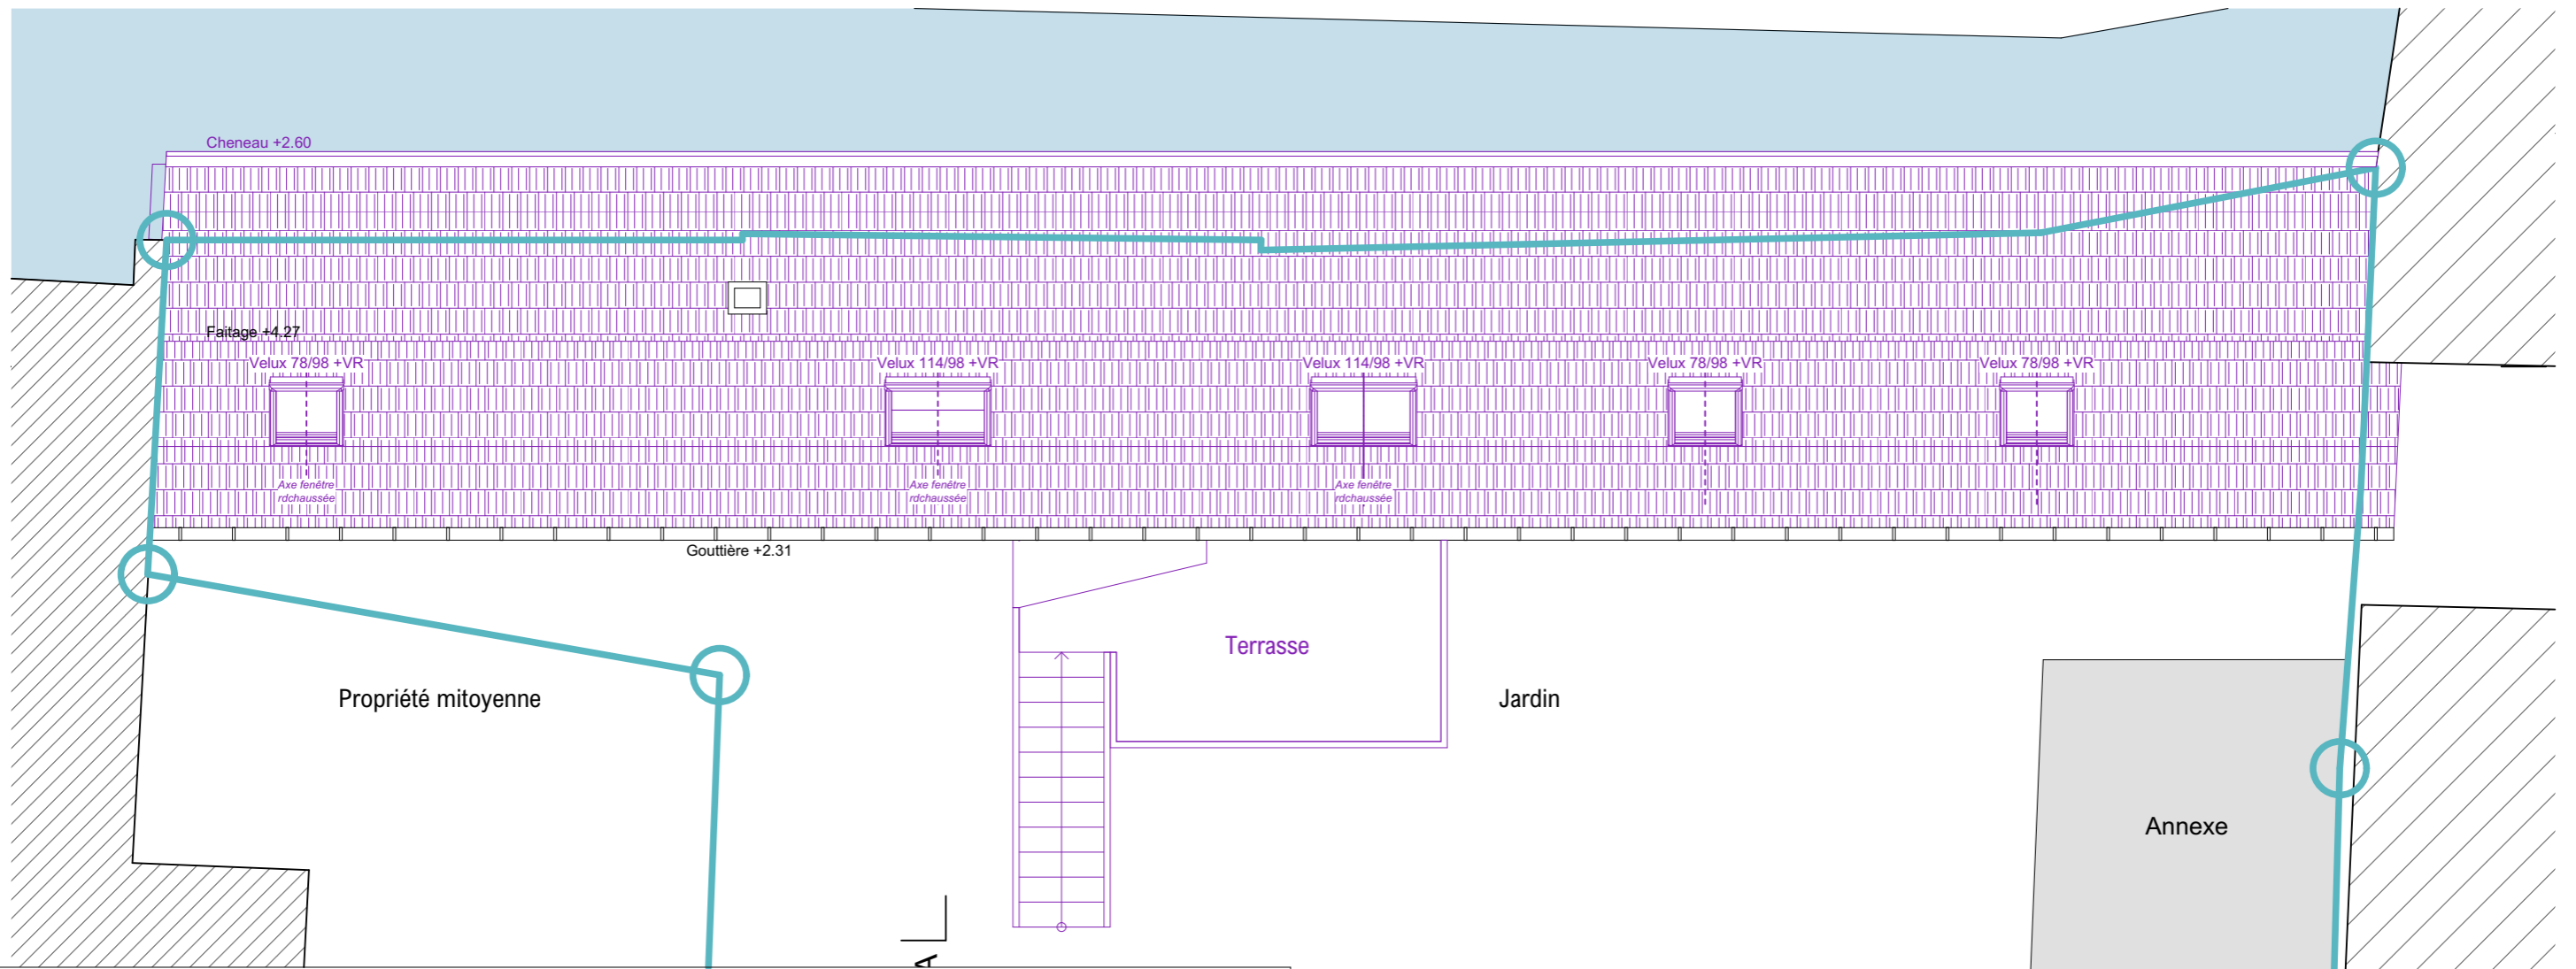 Cheneau +2.60
Faitage +4.27
Velux 78/98 +VR
Velux 114/98 +VR
Velux 114/98 +VR
Velux 78/98 +VR
Velux 78/98 +VR
Axe fenêtre
rdchaussée
Axe fenêtre
rdchaussée
Axe fenêtre
rdchaussée
Gouttière +2.31
Terrasse
Propriété mitoyenne
Jardin
Annexe
A